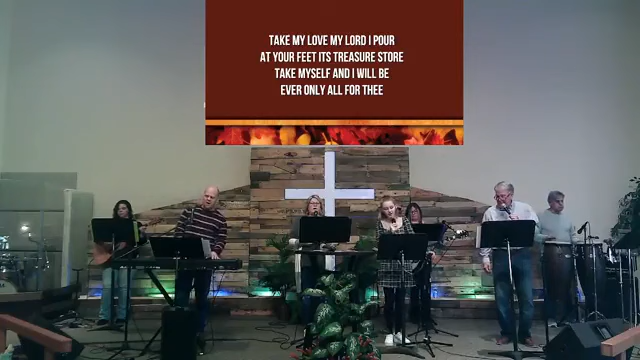 TAKE MY LOVE MY LORD I POUR
AT YOUR FEET ITS TREASURE STORE
TAKE MYSELF AND I WILL BE
EVER ONLY ALL FOR THEE